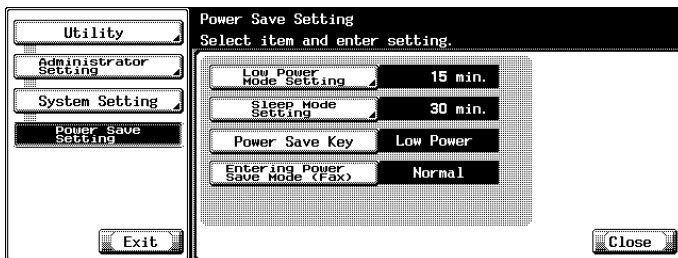 Utility
Administrator
Setting
System Setting
Power Save
Setting
Exit
Power Save Setting
Select item and enter setting.
Low Power
Mode Setting
15 min.
Sleep Mode
Setting
30 min.
Power Save Key
Low Power
Entering Power
Save Mode (Fax)
Normal
Close